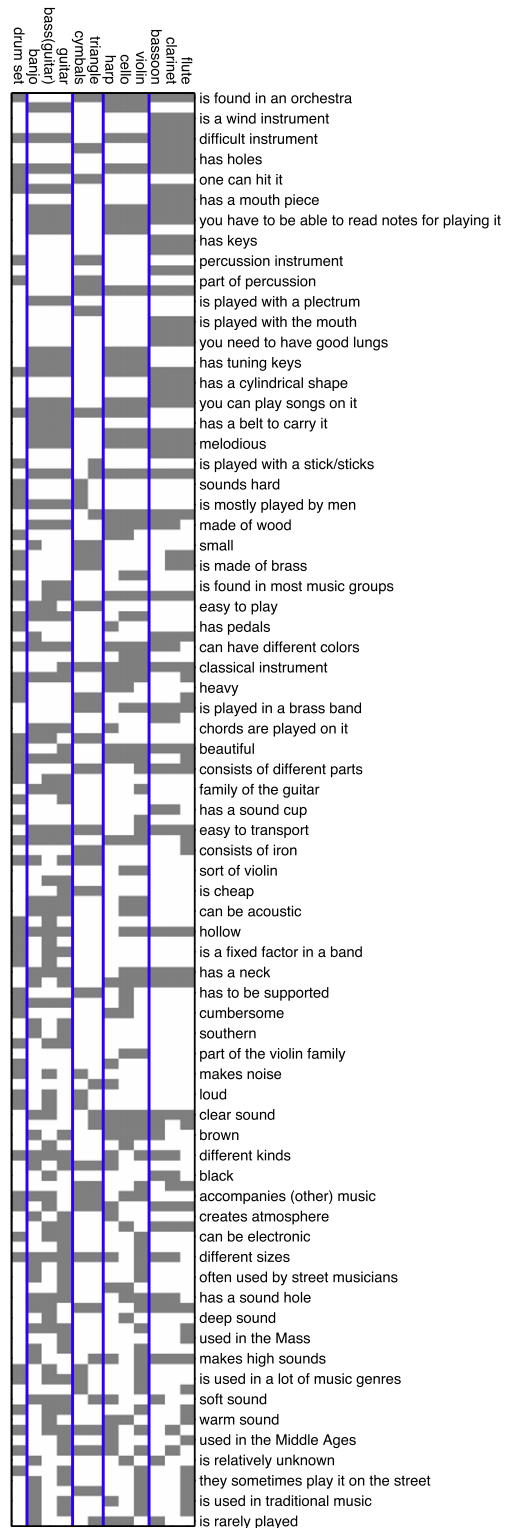 drum set
banjo
bass(guitar)
guitar
cymbals
triangle
harp
cello
violin
bassoon
clarinet
flute
is found in an orchestra
is a wind instrument
difficult instrument
has holes
one can hit it
has a mouth piece
you have to be able to read notes for playing it
has keys
percussion instrument
part of percussion
is played with a plectrum
is played with the mouth
you need to have good lungs
has tuning keys
has a cylindrical shape
you can play songs on it
has a belt to carry it
melodious
is played with a stick/sticks
sounds hard
is mostly played by men
made of wood
small
is made of brass
is found in most music groups
easy to play
has pedals
can have different colors
classical instrument
heavy
is played in a brass band
chords are played on it
beautiful
consists of different parts
family of the guitar
has a sound cup
easy to transport
consists of iron
sort of violin
is cheap
can be acoustic
hollow
is a fixed factor in a band
has a neck
has to be supported
cumbersome
southern
part of the violin family
makes noise
loud
clear sound
brown
different kinds
black
accompanies (other) music
creates atmosphere
can be electronic
different sizes
often used by street musicians
has a sound hole
deep sound
used in the Mass
makes high sounds
is used in a lot of music genres
soft sound
warm sound
used in the Middle Ages
is relatively unknown
they sometimes play it on the street
is used in traditional music
is rarely played